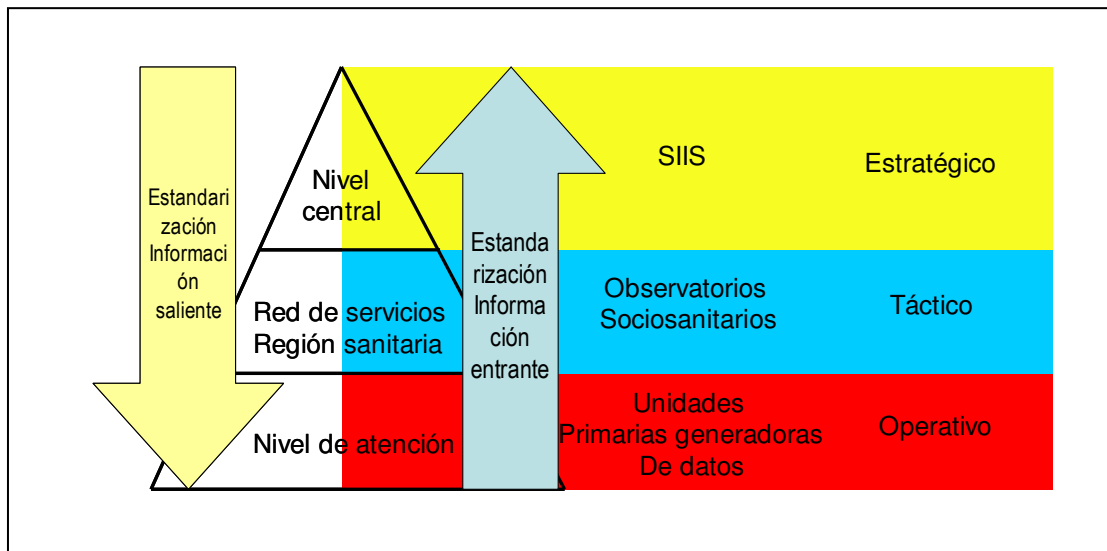 Estandari
zación
Informaci
ón
saliente
Nivel
central
Estanda
rización
Informa
ción
entrante
SIIS
Estratégico
Red de servicios
Región sanitaria
Observatorios
Sociosanitarios
Táctico
Nivel de atención
Unidades
Primarias generadoras
De datos
Operativo